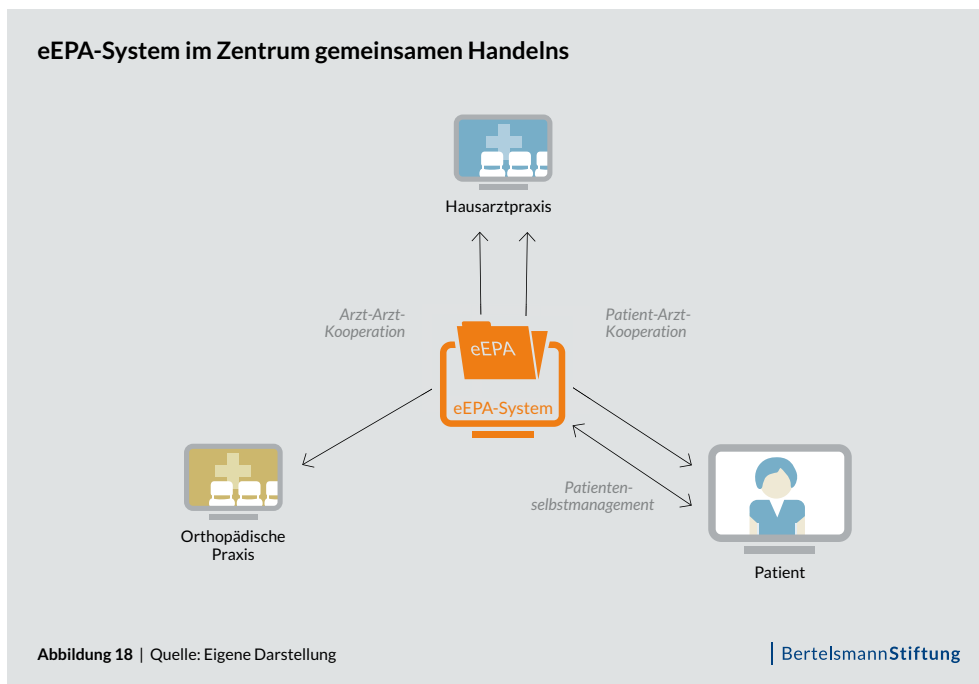 eEPA-System im Zentrum gemeinsamen Handelns
Hausarztpraxis
Arzt-Arzt-
Kooperation
Patient-Arzt-
Kooperation
eEPA
eEPA-System
Patienten-
selbstmanagement
Orthopädische
Praxis
Patient
Abbildung 18 | Quelle: Eigene Darstellung
BertelsmannStiftung